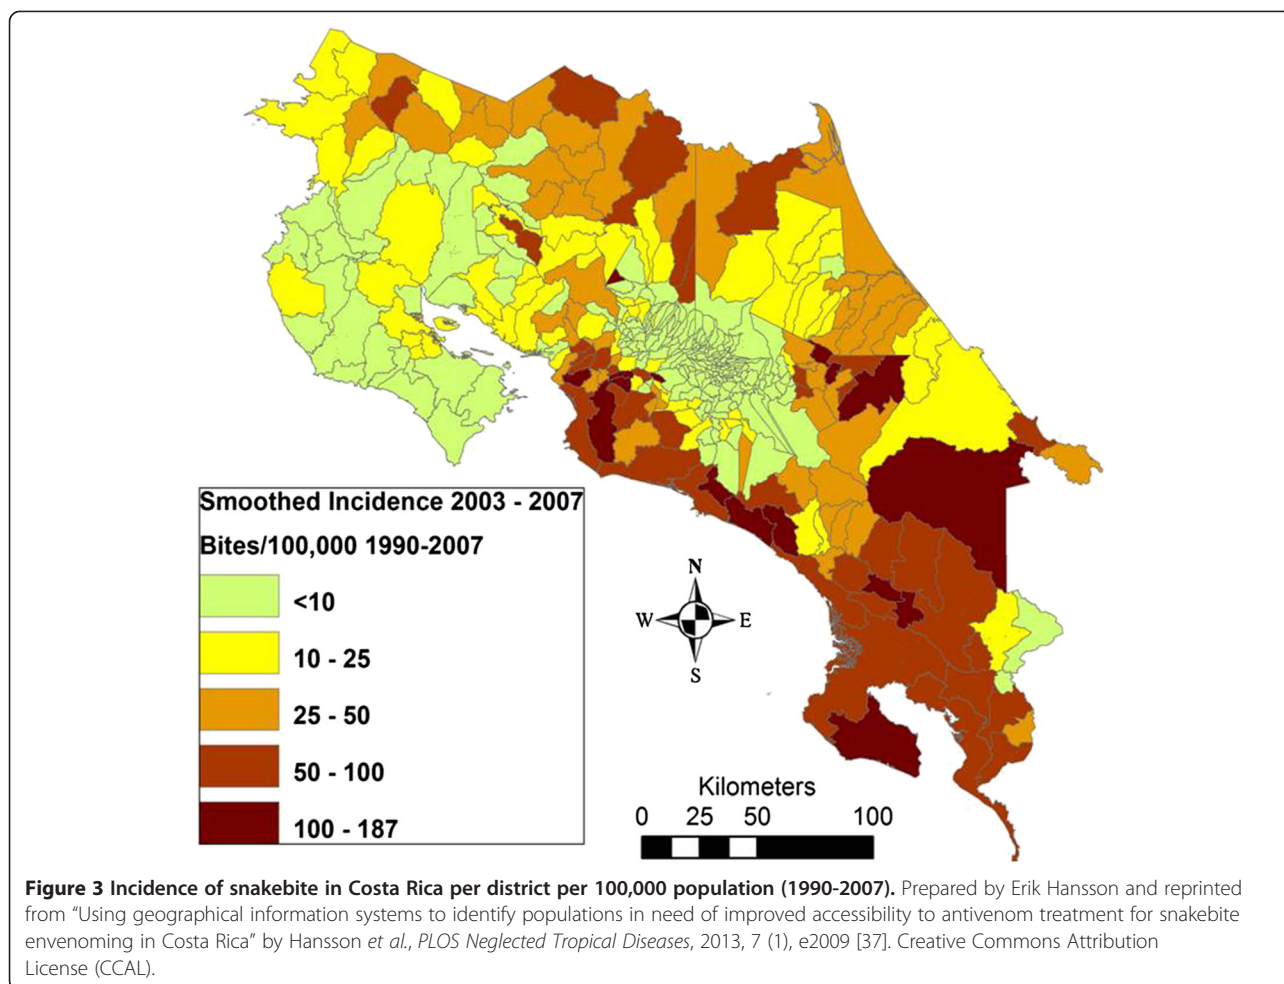 Smoothed Incidence 2003 - 2007
Bites/100,000 1990-2007
<10
10 - 25
25 - 50
50 - 100
100 - 187
N
W E
S
Kilometers
0 25 50 100
Figure 3 Incidence of snakebite in Costa Rica per district per 100,000 population (1990-2007). Prepared by Erik Hansson and reprinted
from “Using geographical information systems to identify populations in need of improved accessibility to antivenom treatment for snakebite
envenoming in Costa Rica” by Hansson et al., PLOS Neglected Tropical Diseases, 2013, 7 (1), e2009 [37]. Creative Commons Attribution
License (CCAL).